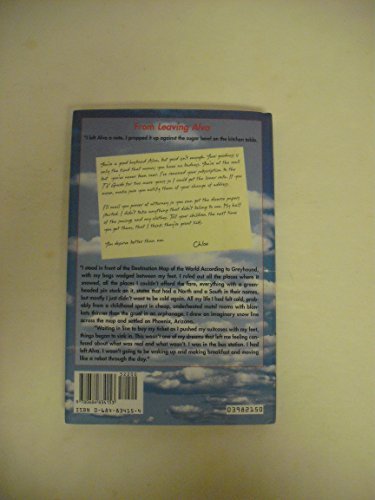 From Leaving Alva
"I left Alva a note. I propped it up against the sugar bowl on the kitchen table.
You're a good husband Alva, but good isn't enough. Your goodness is
only the kind that means you have no badness. You're all the next
but you've never been near. I've renewed your subscription to the
TV Guide for two more years so I could get the lower rate. If you
move, make sure you notify them of your change of address.
I'll need you power of attorney so you can get the divorce papers
started. I didn't take anything that didn't belong to me. My half
of the savings and my clothes. Tell your children the next time
you get them, that I think they're great kids.
You deserve better than me.
Chloe
"I stood in front of the Destination Map of the World According to Greyhound,
with my bags wedged between my feet. I ruled out all the places where it
snowed, all the places I couldn't afford the fare, everything with a green-
headed pin stuck on it, states that had a North and a South in their names,
but mostly I just didn't want to be cold again. All my life I had felt cold, prob-
ably from a childhood spent in cheap, underheated motel rooms with blan-
kets thinner than the gruel in an orphanage. I drew an imaginary snow line
across the map and settled on Phoenix, Arizona.
"Waiting in line to buy my ticket as I pushed my suitcases with my feet,
things began to sink in. This wasn't one of my dreams that left me feeling con-
fused about what was real and what wasn't. I was in the bus station. I had
left Alva. I wasn't going to be waking up and making breakfast and moving
like a robot through the day."
ISBN 0-684-83415-4
03982150